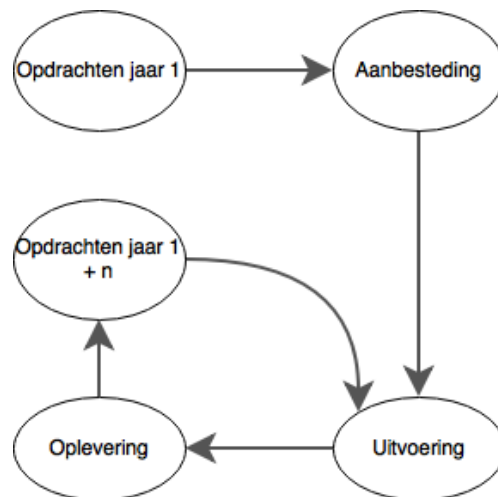 Opdrachten jaar 1
Aanbesteding
Opdrachten jaar 1
+ n
Oplevering
Uitvoering